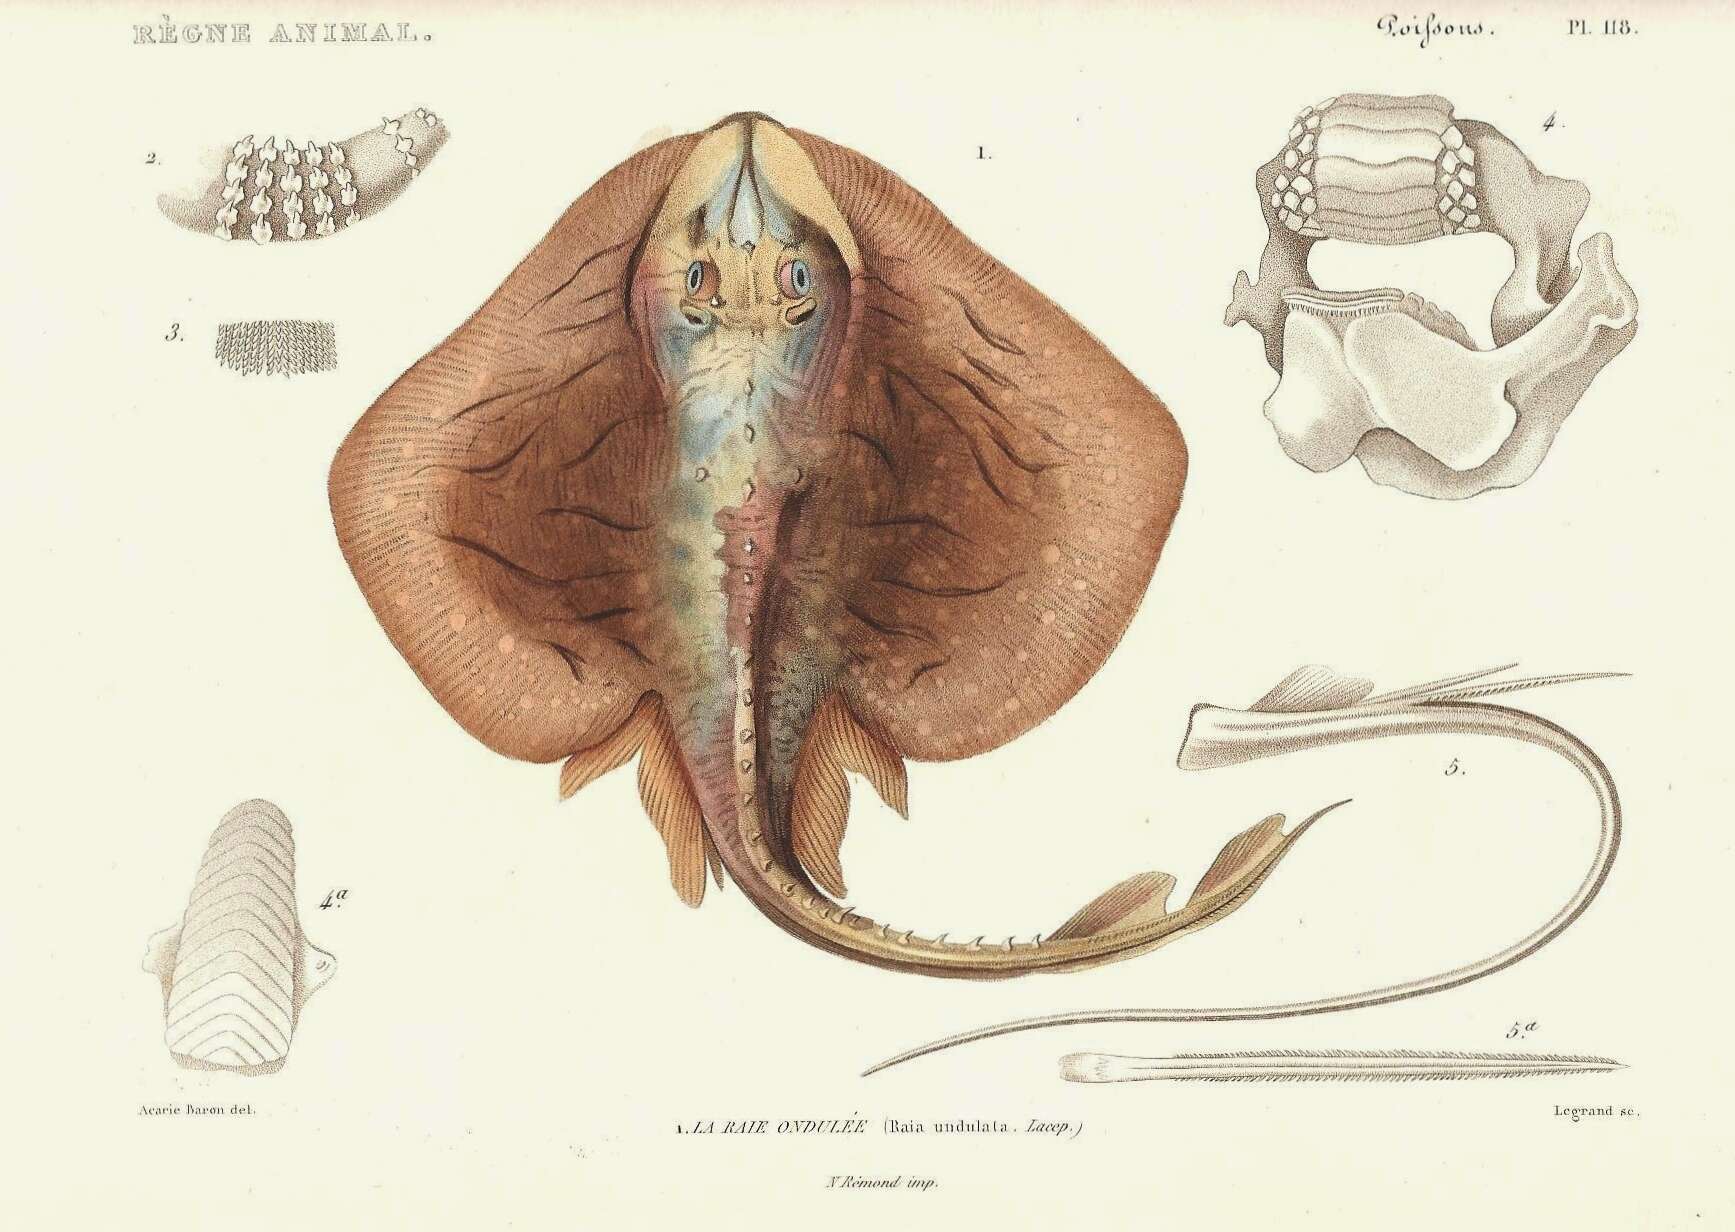 RÈGNE ANIMAL.
Poiſsons.
Pl. 118.
2.
1.
4.
3.
5.
4.a
5.a
Acarie Baron del.
Legrand sc.
1. LA RAIE ONDULÉE (Raia undulata. Lacep.)
N Rémond imp.